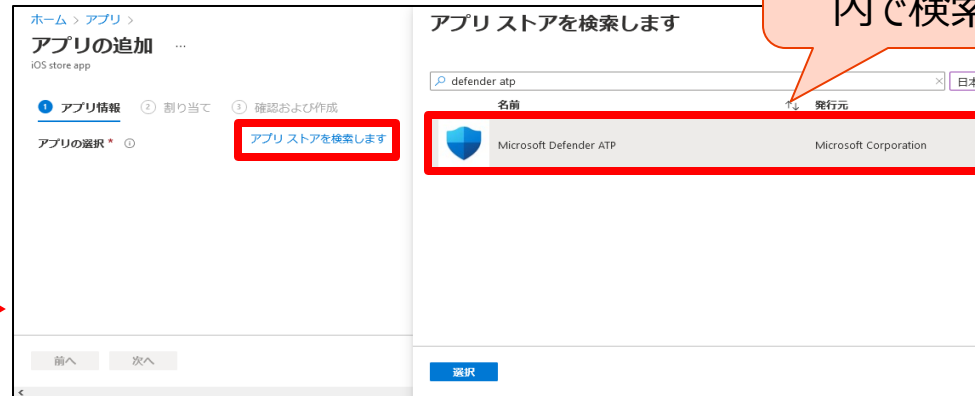 ホーム > アプリ >
アプリの追加 …
iOS store app
1 アプリ情報 2 割り当て 3 確認および作成
アプリの選択 *
アプリ ストアを検索します
前へ 次へ
アプリ ストアを検索します
内で検索
defender atp
日本
名前 ↑↓ 発行元
Microsoft Defender ATP Microsoft Corporation
選択